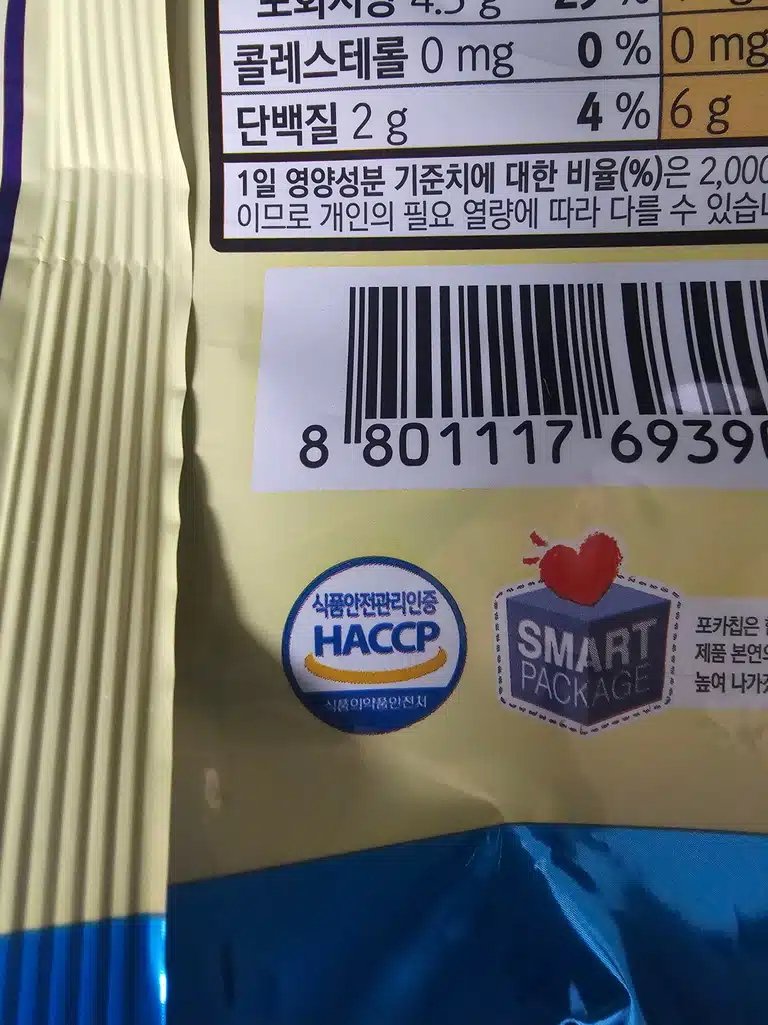 콜레스테롤 0 mg 0 % 0 mg
단백질 2 g 4 % 6 g
1일 영양성분 기준치에 대한 비율(%)은 2,000
이므로 개인의 필요 열량에 따라 다를 수 있습
8 801117 6939
식품안전관리인증
HACCP
식품의약품안전처
SMART
PACKAGE
포카칩은
제품 본연의
높여 나가